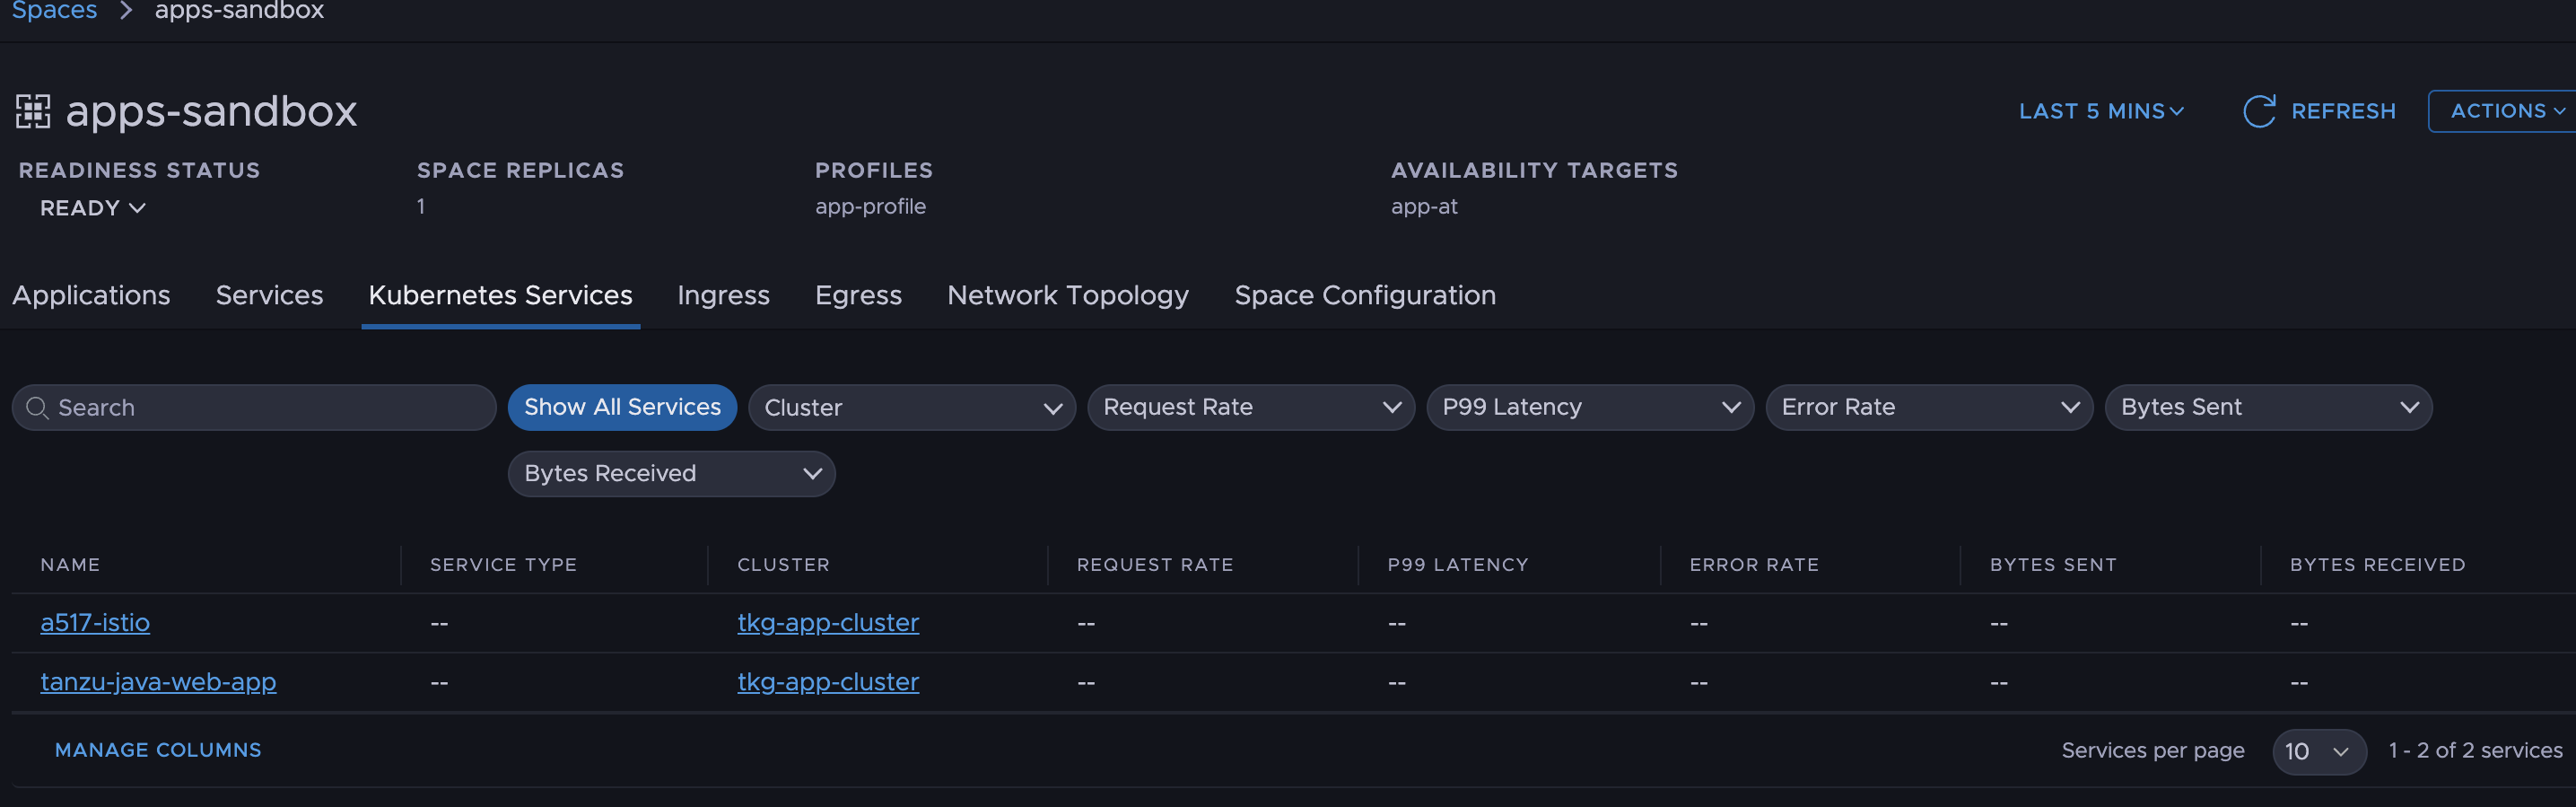 Spaces > apps-sandbox
apps-sandbox
LAST 5 MINS REFRESH ACTIONS
READINESS STATUS SPACE REPLICAS PROFILES AVAILABILITY TARGETS
READY 1 app-profile app-at
Applications Services Kubernetes Services Ingress Egress Network Topology Space Configuration
Search Show All Services Cluster Request Rate P99 Latency Error Rate Bytes Sent
Bytes Received
NAME SERVICE TYPE CLUSTER REQUEST RATE P99 LATENCY ERROR RATE BYTES SENT BYTES RECEIVED
a517-istio -- tkg-app-cluster -- -- -- -- --
tanzu-java-web-app -- tkg-app-cluster -- -- -- -- --
MANAGE COLUMNS Services per page 10 1 - 2 of 2 services